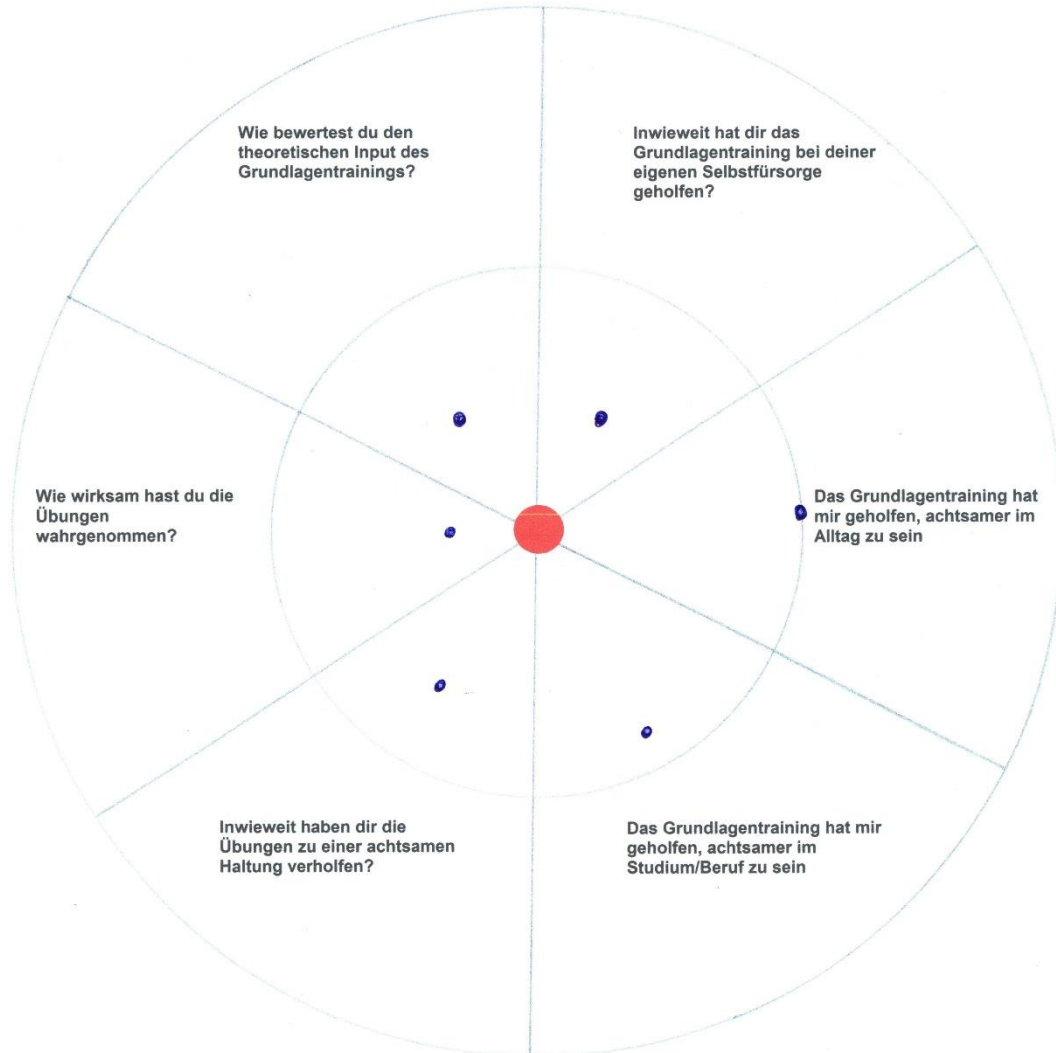 Wie bewertest du den
theoretischen Input des
Grundlagentrainings?
Inwieweit hat dir das
Grundlagentraining bei deiner
eigenen Selbstfürsorge
geholfen?
Wie wirksam hast du die
Übungen
wahrgenommen?
Das Grundlagentraining hat
mir geholfen, achtsamer im
Alltag zu sein
Inwieweit haben dir die
Übungen zu einer achtsamen
Haltung verholfen?
Das Grundlagentraining hat mir
geholfen, achtsamer im
Studium/Beruf zu sein